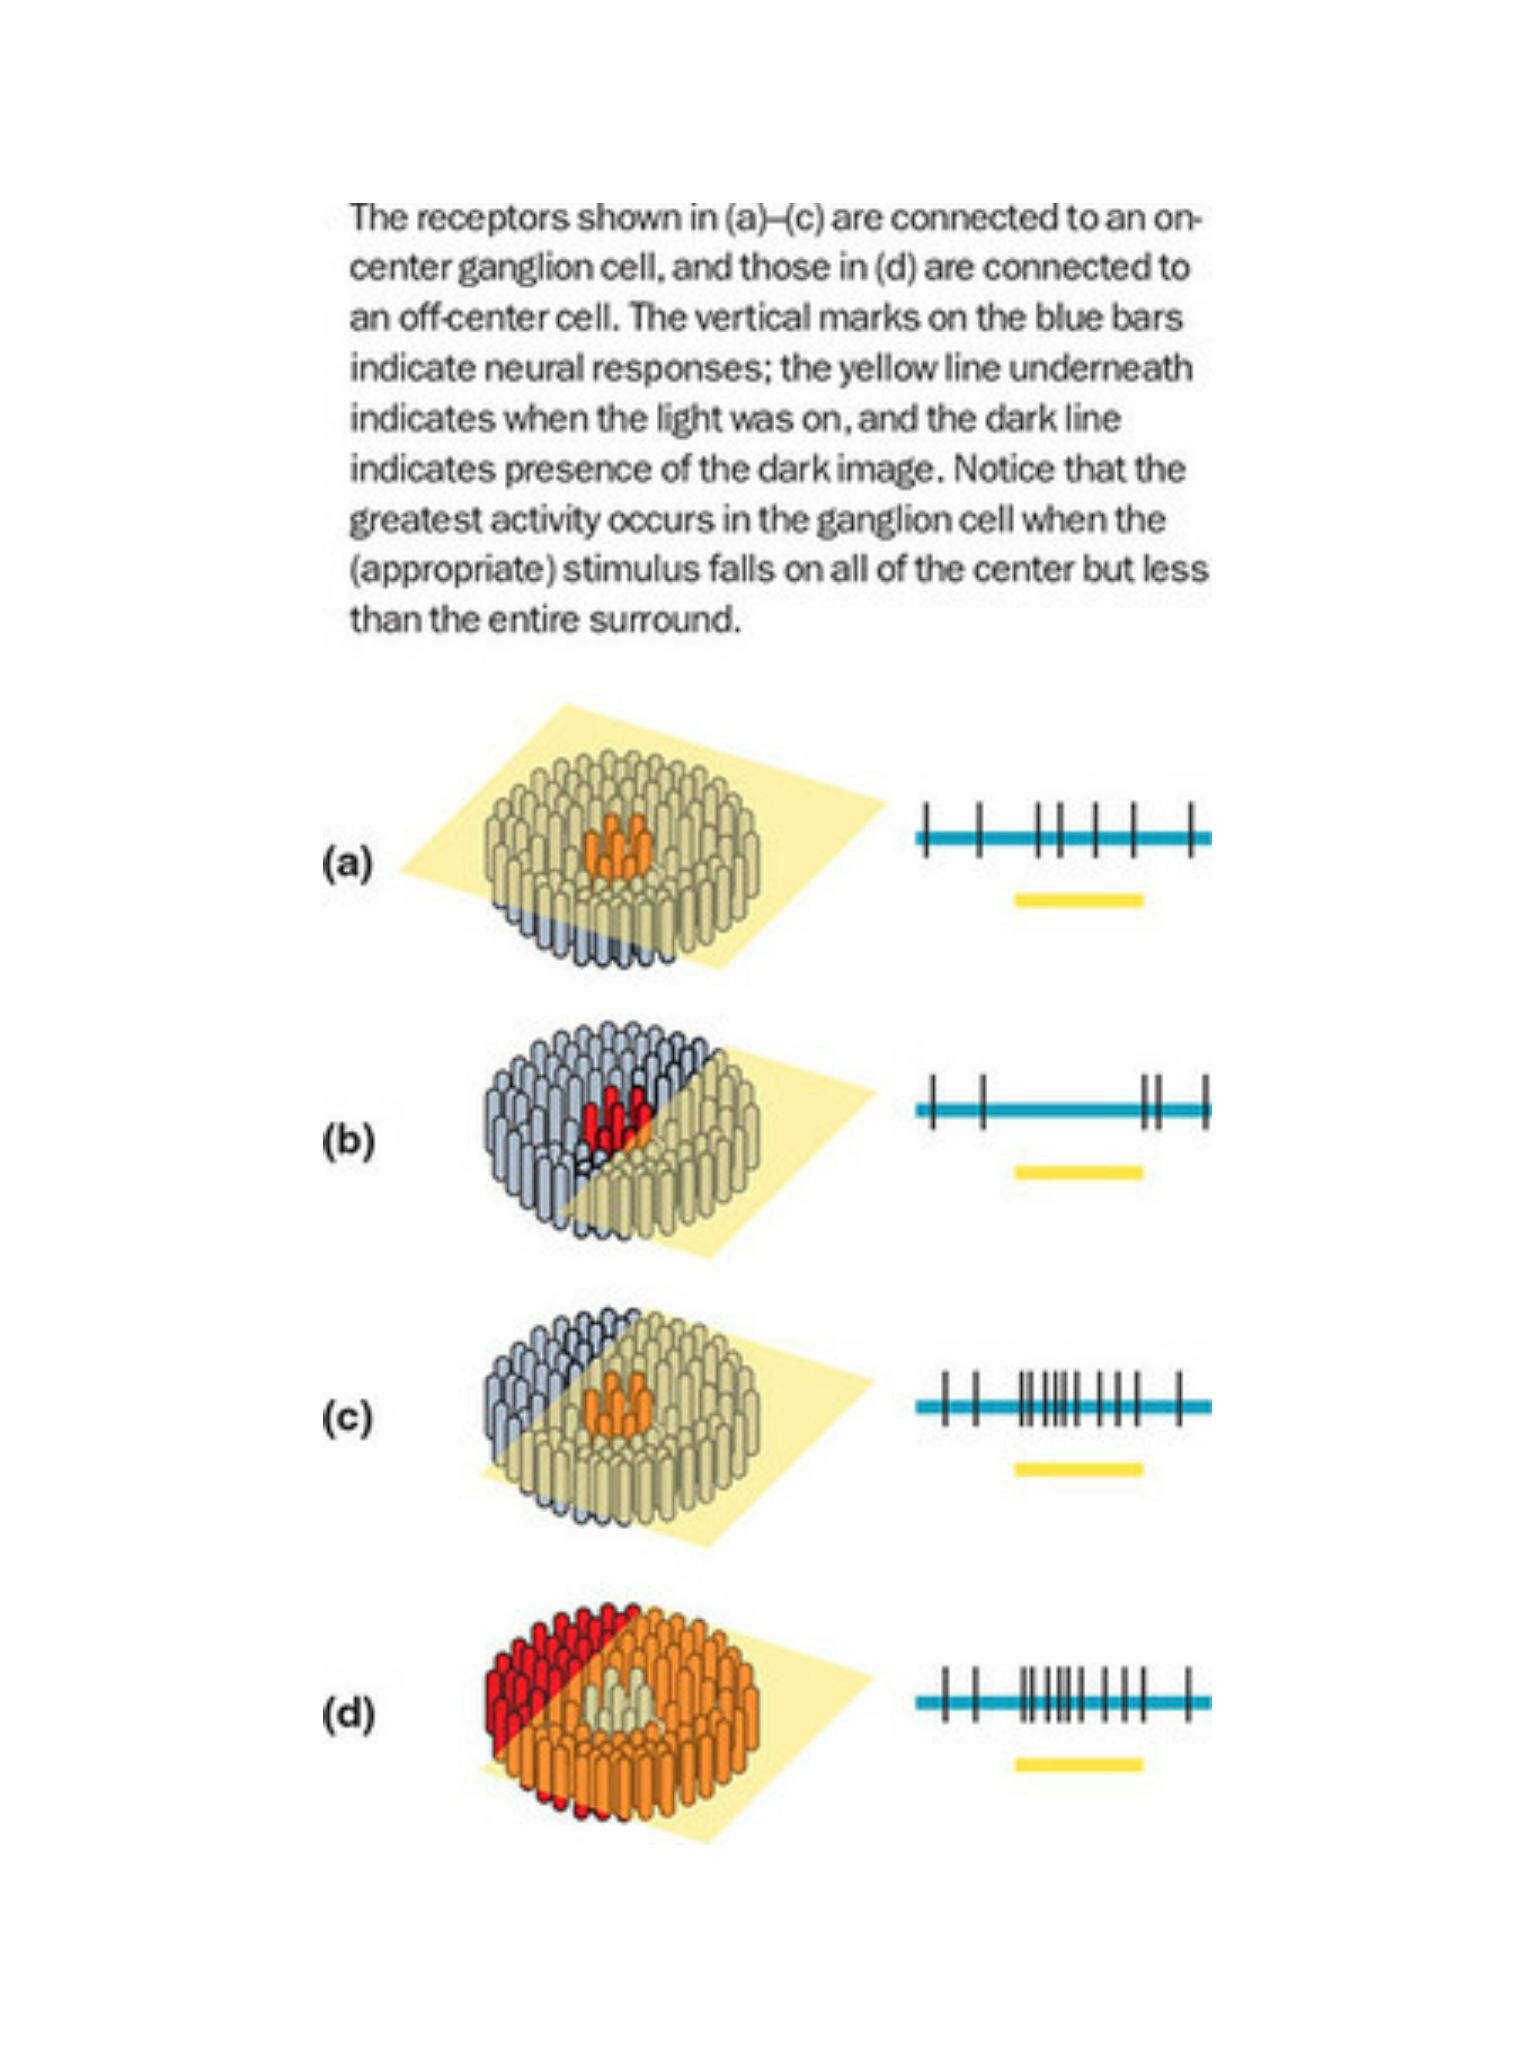 The receptors shown in (a)–(c) are connected to an on-
center ganglion cell, and those in (d) are connected to
an off-center cell. The vertical marks on the blue bars
indicate neural responses; the yellow line underneath
indicates when the light was on, and the dark line
indicates presence of the dark image. Notice that the
greatest activity occurs in the ganglion cell when the
(appropriate) stimulus falls on all of the center but less
than the entire surround.
(a)
(b)
(c)
(d)